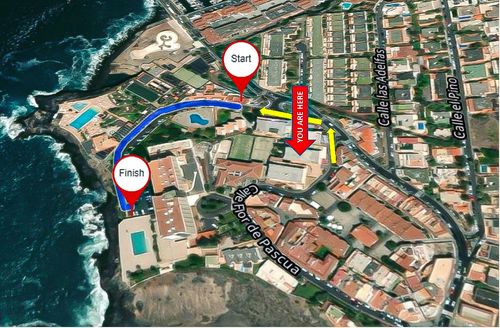 Start
YOU ARE HERE
Calle las Adelfas
Calle el Pino
Finish
Calle Flor de Pascua